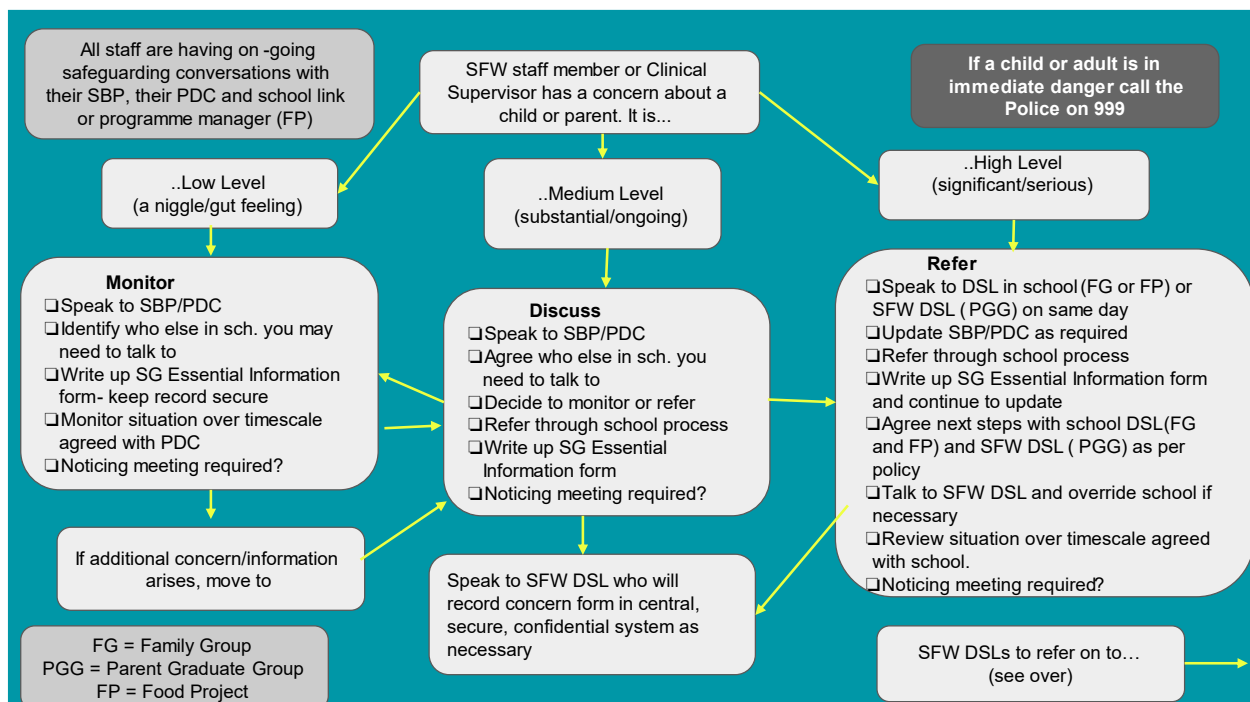 All staff are having on -going
safeguarding conversations with
their SBP, their PDC and school link
or programme manager (FP)
SFW staff member or Clinical
Supervisor has a concern about a
child or parent. It is...
If a child or adult is in
immediate danger call the
Police on 999
..Low Level
(a niggle/gut feeling)
..Medium Level
(substantial/ongoing)
..High Level
(significant/serious)
Monitor
❑Speak to SBP/PDC
❑Identify who else in sch. you may
need to talk to
❑Write up SG Essential Information
form- keep record secure
❑Monitor situation over timescale
agreed with PDC
❑Noticing meeting required?
Discuss
❑Speak to SBP/PDC
❑Agree who else in sch. you
need to talk to
❑Decide to monitor or refer
❑Refer through school process
❑Write up SG Essential
Information form
❑Noticing meeting required?
Refer
❑Speak to DSL in school (FG or FP) or
SFW DSL ( PGG) on same day
❑Update SBP/PDC as required
❑Refer through school process
❑Write up SG Essential Information form
and continue to update
❑Agree next steps with school DSL(FG
and FP) and SFW DSL ( PGG) as per
policy
❑Talk to SFW DSL and override school if
necessary
❑Review situation over timescale agreed
with school.
❑Noticing meeting required?
If additional concern/information
arises, move to
Speak to SFW DSL who will
record concern form in central,
secure, confidential system as
necessary
FG = Family Group
PGG = Parent Graduate Group
FP = Food Project
SFW DSLs to refer on to…
(see over)